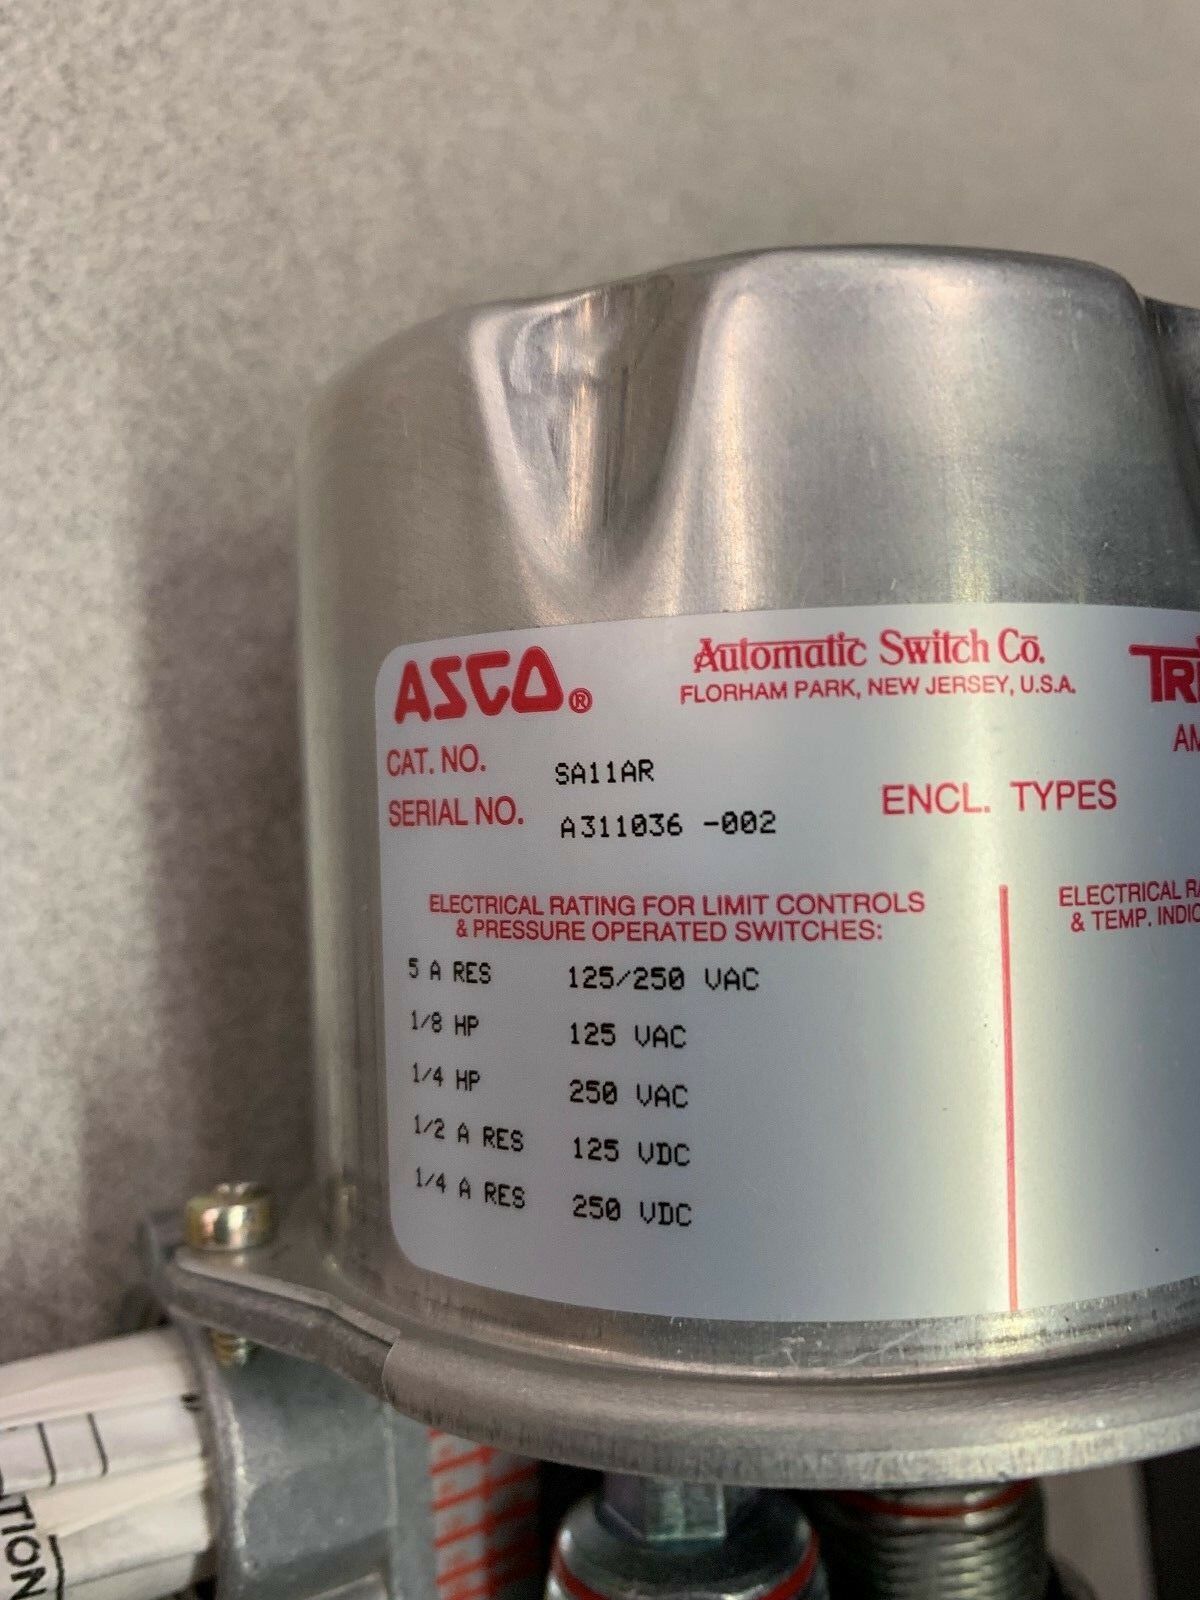 ASCO®
Automatic Switch Co.
FLORHAM PARK, NEW JERSEY, U.S.A.
CAT. NO. SA11AR
SERIAL NO. A311036 -002
ENCL. TYPES
ELECTRICAL RATING FOR LIMIT CONTROLS
& PRESSURE OPERATED SWITCHES:
5 A RES 125/250 VAC
1/8 HP 125 VAC
1/4 HP 250 VAC
1/2 A RES 125 VDC
1/4 A RES 250 VDC
ELECTRICAL
& TEMP.